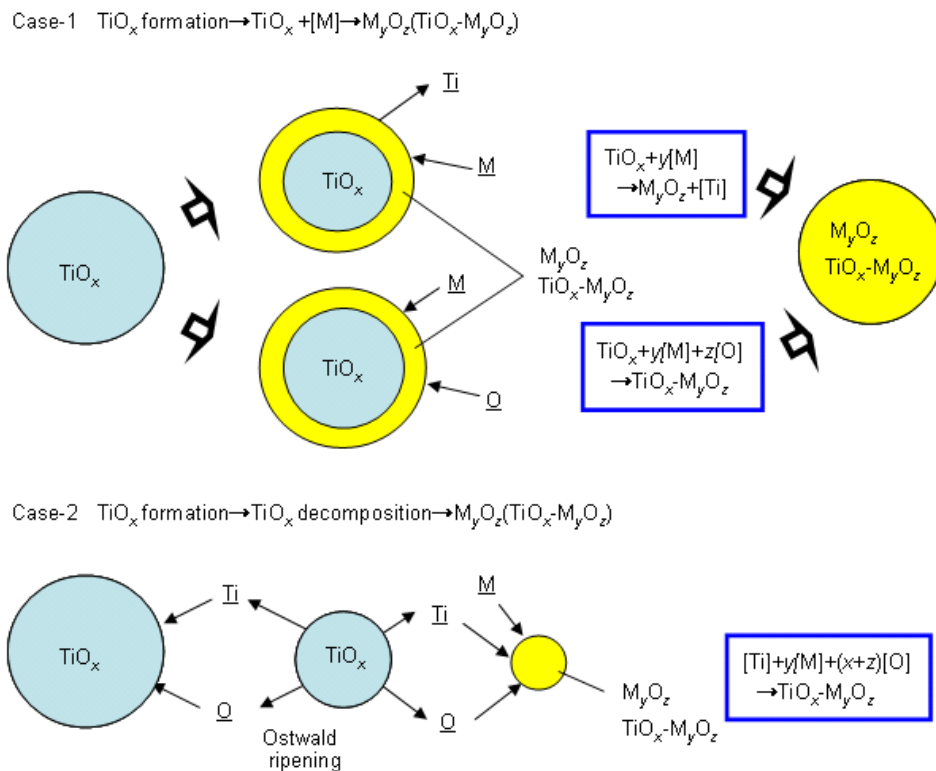 Case-1 TiOₓ formation→TiOₓ +[M]→MyOz(TiOₓ-MyOz)
Ti
TiOₓ
M
TiOₓ+y[M]
→MyOz+[Ti]
TiOₓ
MyOz
TiOₓ-MyOz
MyOz
TiOₓ-MyOz
M
TiOₓ
O
TiOₓ+y[M]+z[O]
→TiOₓ-MyOz
Case-2 TiOₓ formation→TiOₓ decomposition→MyOz(TiOₓ-MyOz)
TiOₓ
Ti
O
TiOₓ
Ostwald
ripening
Ti
O
M
MyOz
TiOₓ-MyOz
[Ti]+y[M]+(x+z)[O]
→TiOₓ-MyOz